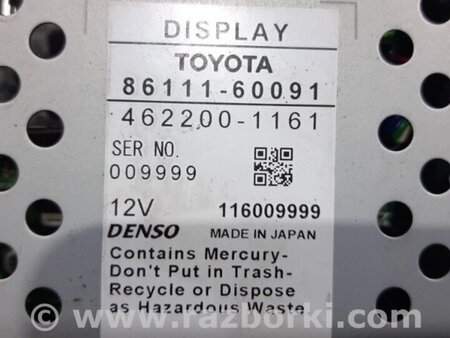 DISPLAY
TOYOTA
86111-60091
462200-1161
SER NO.
009999
12V 116009999
DENSO MADE IN JAPAN
Contains Mercury-
Don't Put in Trash-
Recycle or Dispose
as Hazardous Waste
© www.razborki.com